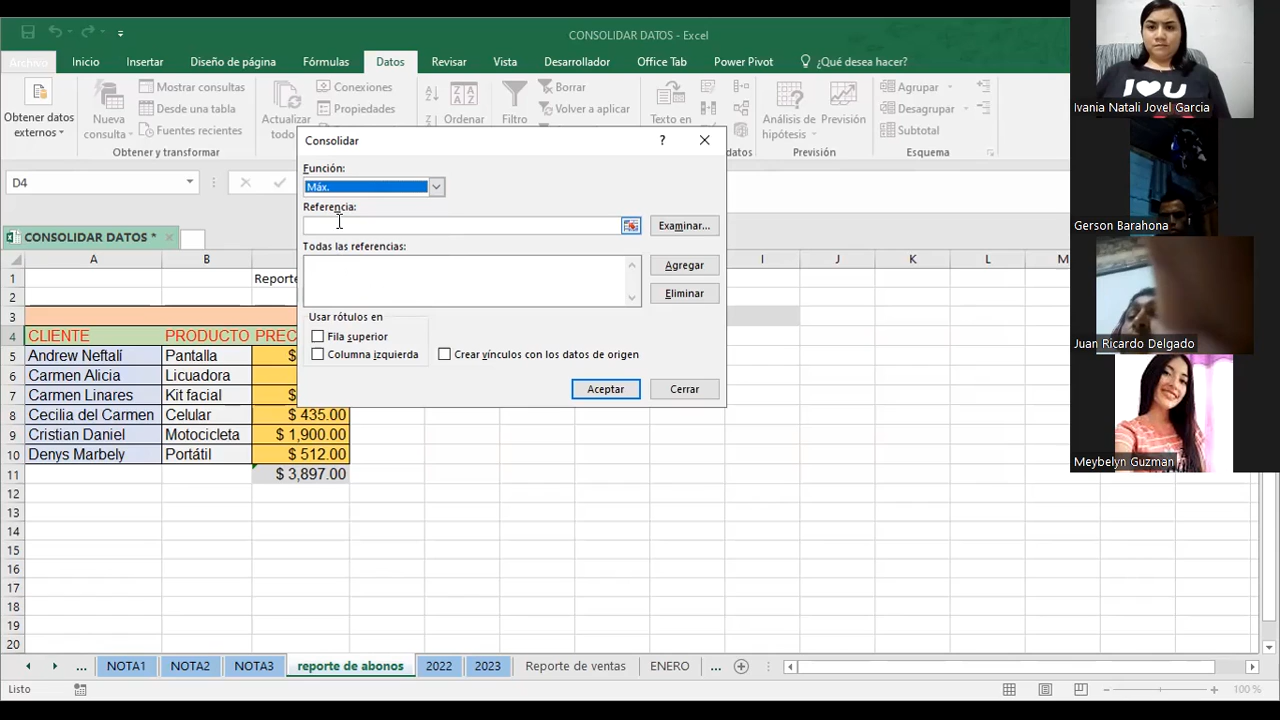 CONSOLIDAR DATOS - Excel
Archivo Inicio Insertar Diseño de página Fórmulas Datos Revisar Vista Desarrollador Office Tab Power Pivot ¿Qué desea hacer?
Obtener datos externos
Nueva consulta
Mostrar consultas
Desde una tabla
Fuentes recientes
Obtener y transformar
Actualizar todo
Conexiones
Propiedades
Ordenar
Filtro
Borrar
Volver a aplicar
Texto en
datos
Análisis de hipótesis
Previsión
Previsión
Agrupar
Desagrupar
Subtotal
Esquema
D4
CONSOLIDAR DATOS *
Consolidar
Función:
Máx.
Referencia:
Examinar...
Todas las referencias:
Agregar
Eliminar
Usar rótulos en
Fila superior
Columna izquierda
Crear vínculos con los datos de origen
Aceptar
Cerrar
A B I J K L M
1 Reporte
2
3
4 CLIENTE PRODUCTO PREC
5 Andrew Neftalí Pantalla $
6 Carmen Alicia Licuadora
7 Carmen Linares Kit facial $
8 Cecilia del Carmen Celular $ 435.00
9 Cristian Daniel Motocicleta $ 1,900.00
10 Denys Marbely Portátil $ 512.00
11 $ 3,897.00
12
13
14
15
16
17
18
19
20
... NOTA1 NOTA2 NOTA3 reporte de abonos 2022 2023 Reporte de ventas ENERO ...
Listo
100 %
Ivania Natali Jovel Garcia
I U
Gerson Barahona
Juan Ricardo Delgado
Meybelyn Guzman